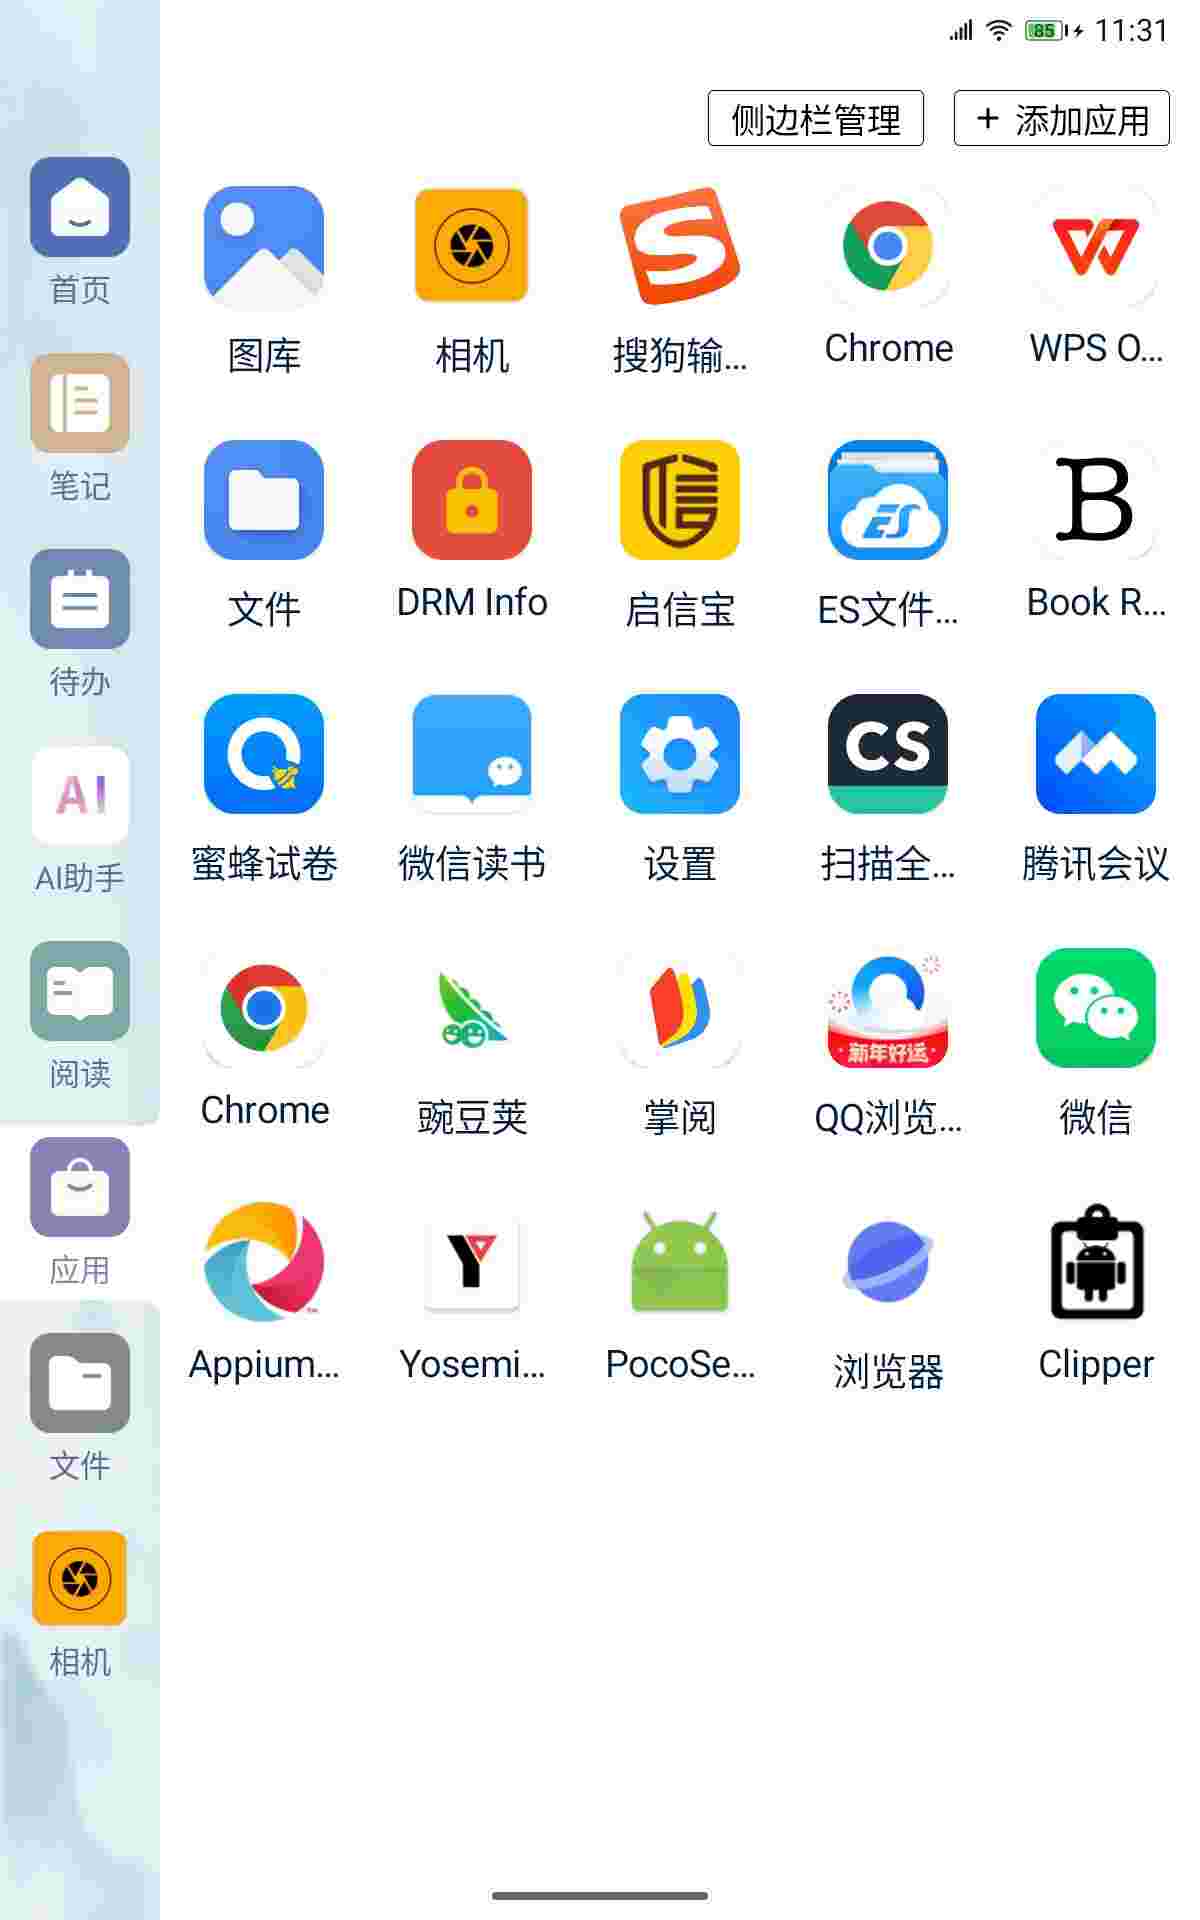 85 11:31
侧边栏管理 + 添加应用
首页
笔记
待办
AI
AI助手
阅读
应用
文件
相机
图库 相机 搜狗输... Chrome WPS O...
信 ES B
文件 DRM Info 启信宝 ES文件... Book R...
CS
蜜蜂试卷 微信读书 设置 扫描全... 腾讯会议
新年好运
Chrome 豌豆荚 掌阅 QQ浏览... 微信
Appium... Yosemi... PocoSe... 浏览器 Clipper